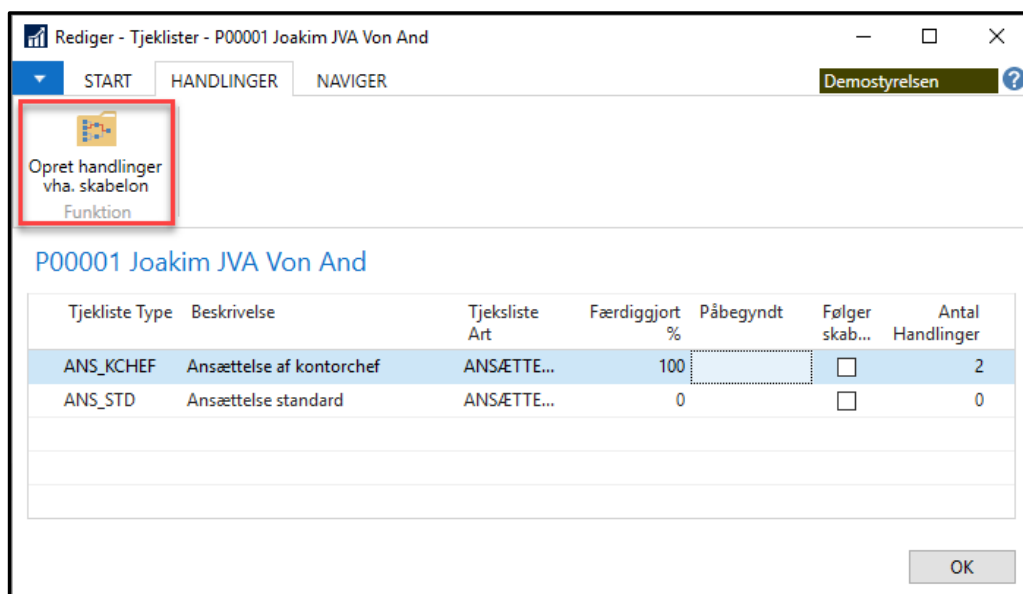 Rediger - Tjeklister - P00001 Joakim JVA Von And
START HANDLINGER NAVIGER Demostyrelsen ?
Opret handlinger
vha. skabelon
Funktion
P00001 Joakim JVA Von And
Tjekliste Type Beskrivelse Tjeksliste Færdiggjort Påbegyndt Følger Antal
Art % skab... Handlinger
ANS_KCHEF Ansættelse af kontorchef ANSÆTTE... 100 2
ANS_STD Ansættelse standard ANSÆTTE... 0 0
OK